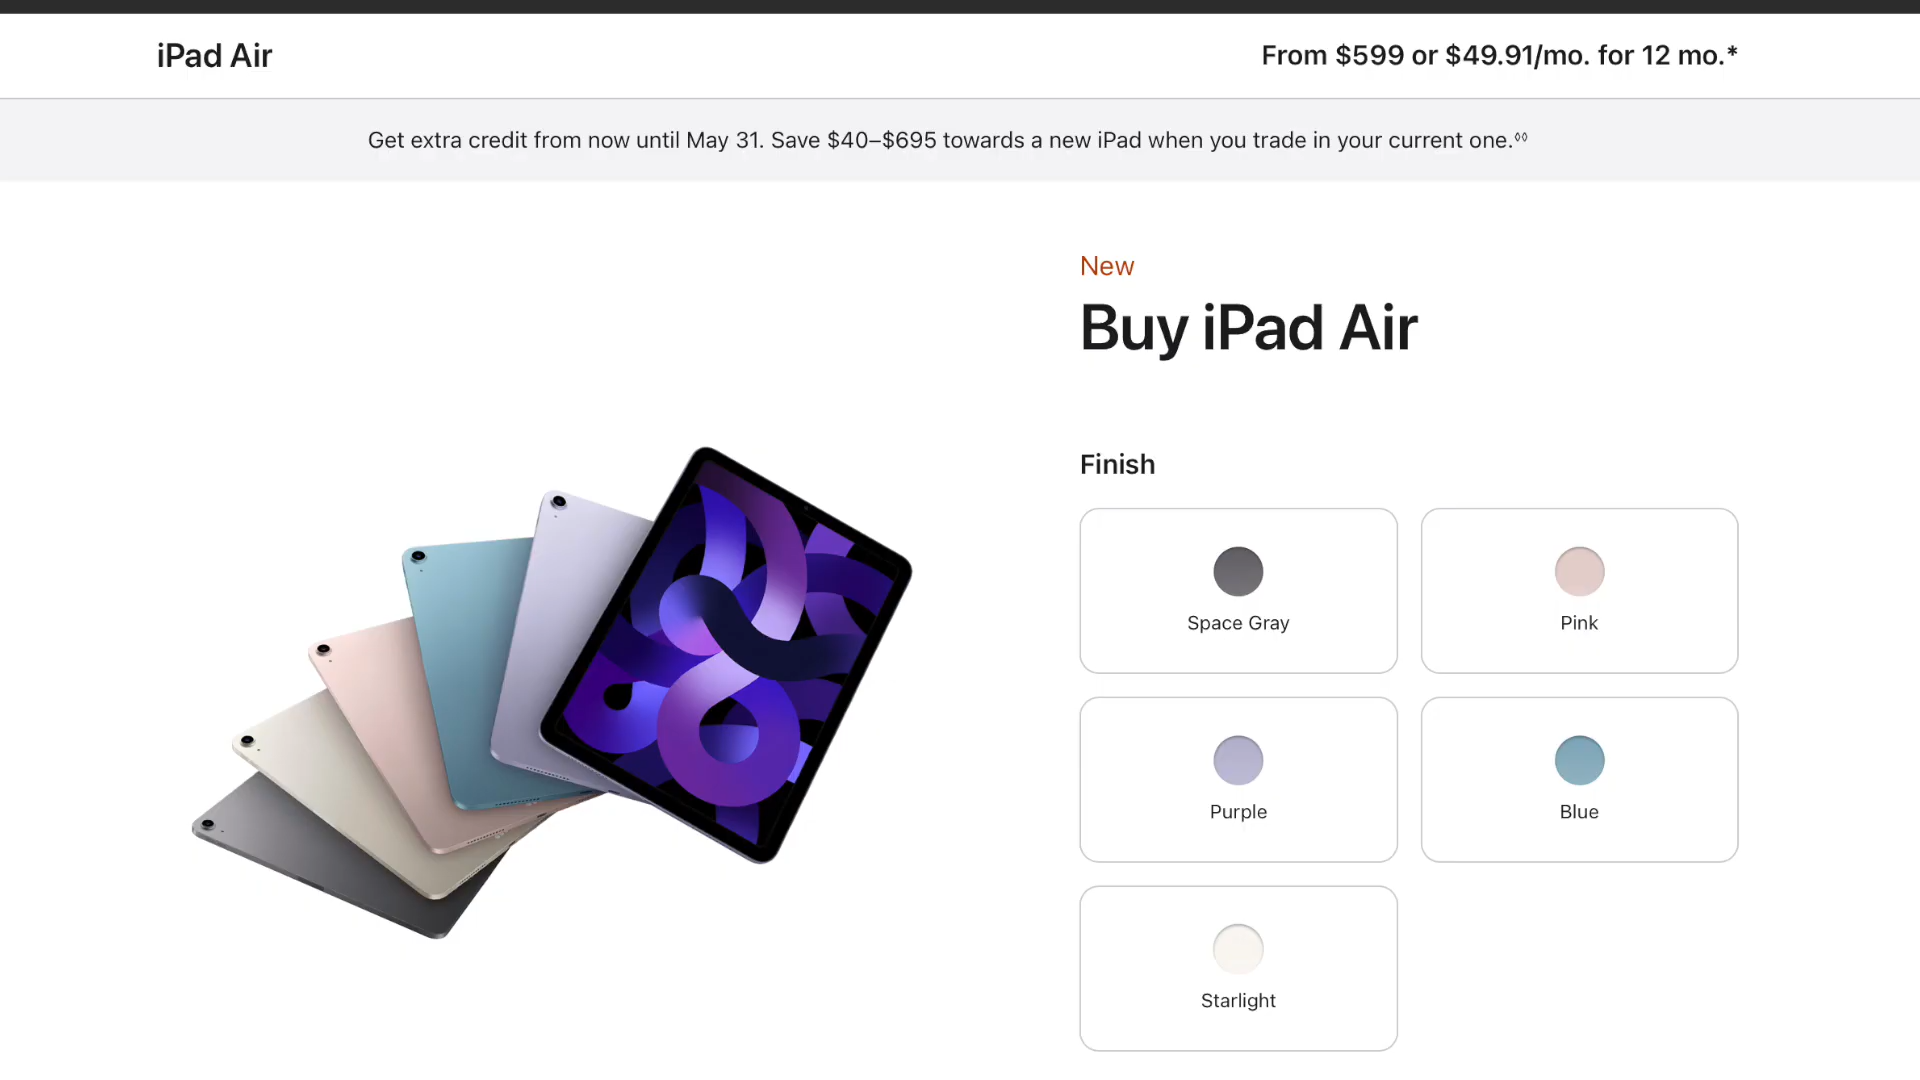 iPad Air
From $599 or $49.91/mo. for 12 mo.*
Get extra credit from now until May 31. Save $40–$695 towards a new iPad when you trade in your current one.◊◊
New
Buy iPad Air
Finish
Space Gray
Pink
Purple
Blue
Starlight